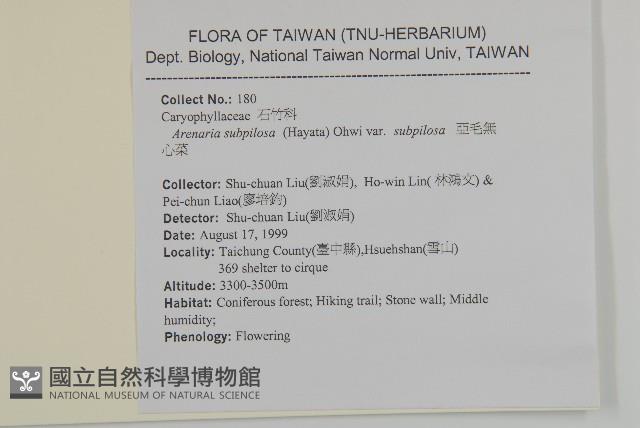 FLORA OF TAIWAN (TNU-HERBARIUM)
Dept. Biology, National Taiwan Normal Univ, TAIWAN
Collect No.: 180
Caryophyllaceae 石竹科
Arenaria subpilosa (Hayata) Ohwi var. subpilosa 亞毛無
心菜
Collector: Shu-chuan Liu(劉淑娟), Ho-win Lin( 林鴻文) &
Pei-chun Liao(廖培鈞)
Detector: Shu-chuan Liu(劉淑娟)
Date: August 17, 1999
Locality: Taichung County(臺中縣),Hsuehshan(雪山)
369 shelter to cirque
Altitude: 3300-3500m
Habitat: Coniferous forest; Hiking trail; Stone wall; Middle
humidity;
Phenology: Flowering
國立自然科學博物館
NATIONAL MUSEUM OF NATURAL SCIENCE